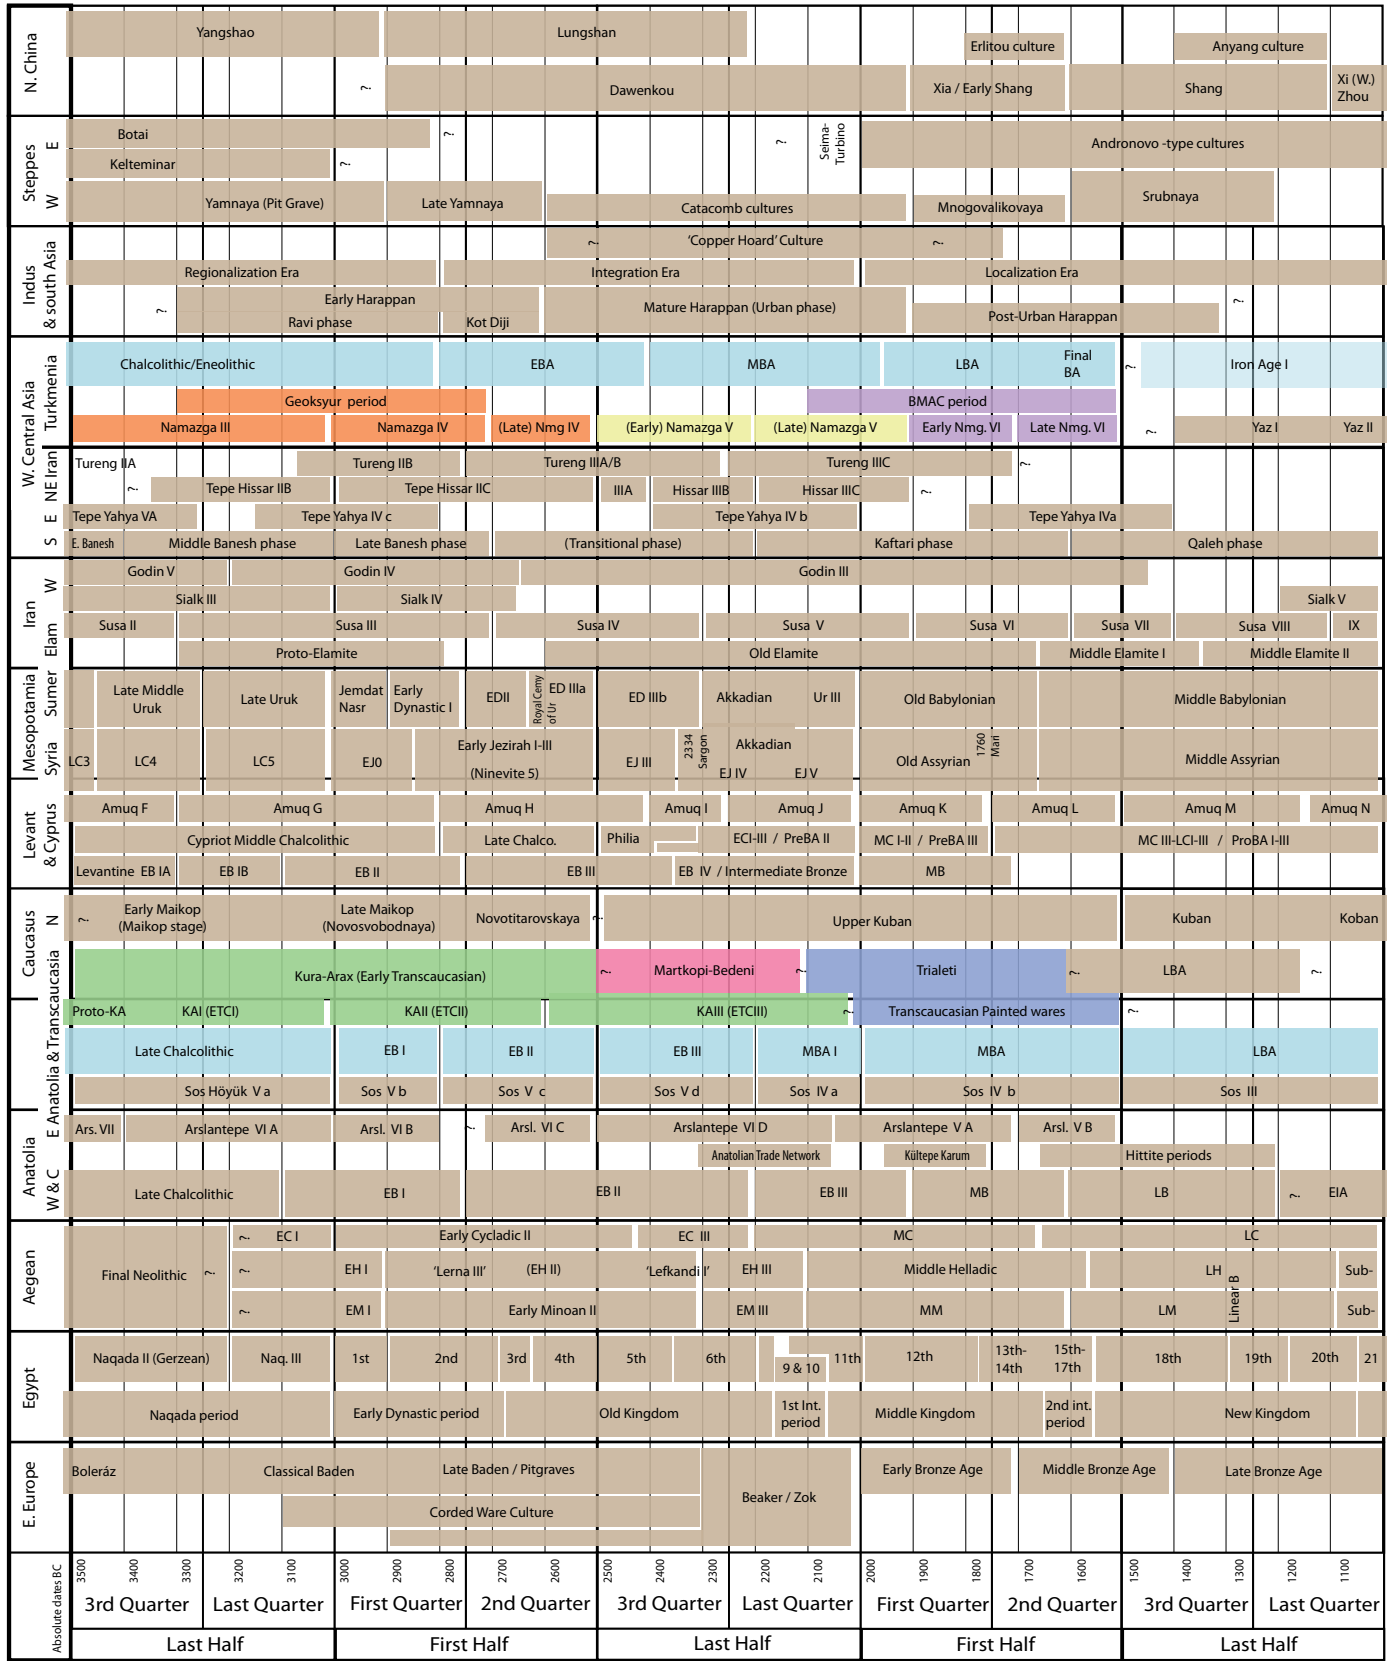 N. China
Yangshao
Lungshan
Erlitou culture
Anyang culture
?
Dawenkou
Xia / Early Shang
Shang
Xi (W.)
Zhou
Steppes
E
W
Botai
?
?
Seima-
Turbino
Andronovo -type cultures
Kelteminar
?
Yamnaya (Pit Grave)
Late Yamnaya
Catacomb cultures
Mnogovalikovaya
Srubnaya
Indus
& south Asia
?
'Copper Hoard' Culture
?
Regionalization Era
Integration Era
Localization Era
?
Early Harappan
Ravi phase
Kot Diji
Mature Harappan (Urban phase)
Post-Urban Harappan
?
W. Central Asia
Turkmenia
Chalcolithic/Eneolithic
EBA
MBA
LBA
Final
BA
?
Iron Age I
Geoksyur period
BMAC period
Namazga III
Namazga IV
(Late) Nmg IV
(Early) Namazga V
(Late) Namazga V
Early Nmg. VI
Late Nmg. VI
?
Yaz I
Yaz II
NE Iran
Tureng IIA
Tureng IIB
Tureng IIIA/B
Tureng IIIC
?
?
Tepe Hissar IIB
Tepe Hissar IIC
IIIA
Hissar IIIB
Hissar IIIC
?
E
Tepe Yahya VA
Tepe Yahya IV c
Tepe Yahya IV b
Tepe Yahya IVa
S
E. Banesh
Middle Banesh phase
Late Banesh phase
(Transitional phase)
Kaftari phase
Qaleh phase
Iran
W
Elam
Godin V
Godin IV
Godin III
Sialk III
Sialk IV
Sialk V
Susa II
Susa III
Susa IV
Susa V
Susa VI
Susa VII
Susa VIII
IX
Proto-Elamite
Old Elamite
Middle Elamite I
Middle Elamite II
Mesopotamia
Sumer
Syria
Late Middle
Uruk
Late Uruk
Jemdat
Nasr
Early
Dynastic I
EDII
Royal Cemy
of Ur
ED IIIa
ED IIIb
Akkadian
Ur III
Old Babylonian
Middle Babylonian
LC3
LC4
LC5
EJ0
Early Jezirah I-III
(Ninevite 5)
EJ III
2334
Sargon
Akkadian
EJ IV
EJ V
Old Assyrian
1760
Mari
Middle Assyrian
Levant
& Cyprus
Amuq F
Amuq G
Amuq H
Amuq I
Amuq J
Amuq K
Amuq L
Amuq M
Amuq N
Cypriot Middle Chalcolithic
Late Chalco.
Philia
ECI-III / PreBA II
MC I-II / PreBA III
MC III-LCI-III / ProBA I-III
Levantine EB IA
EB IB
EB II
EB III
EB IV / Intermediate Bronze
MB
Caucasus
N
?
Early Maikop
(Maikop stage)
Late Maikop
(Novosvobodnaya)
Novotitarovskaya
?
Upper Kuban
Kuban
Koban
Kura-Arax (Early Transcaucasian)
?
Martkopi-Bedeni
?
Trialeti
?
LBA
?
E Anatolia & Transcaucasia
Proto-KA
KAI (ETCI)
KAII (ETCII)
KAIII (ETCIII)
?
Transcaucasian Painted wares
?
Late Chalcolithic
EB I
EB II
EB III
MBA I
MBA
LBA
Sos Höyük V a
Sos V b
Sos V c
Sos V d
Sos IV a
Sos IV b
Sos III
Anatolia
W & C
Ars. VII
Arslantepe VI A
Arsl. VI B
?
Arsl. VI C
Arslantepe VI D
Arslantepe V A
Arsl. V B
Anatolian Trade Network
Kültepe Karum
Hittite periods
Late Chalcolithic
EB I
EB II
EB III
MB
LB
?
EIA
Aegean
Final Neolithic
?
?
EC I
Early Cycladic II
EC III
MC
LC
?
EH I
'Lerna III'
(EH II)
'Lefkandi I'
EH III
Middle Helladic
LH
Linear B
Sub-
?
EM I
Early Minoan II
EM III
MM
LM
Sub-
Egypt
Naqada II (Gerzean)
Naq. III
1st
2nd
3rd
4th
5th
6th
9 & 10
11th
12th
13th-
14th
15th-
17th
18th
19th
20th
21
Naqada period
Early Dynastic period
Old Kingdom
1st Int.
period
Middle Kingdom
2nd int.
period
New Kingdom
E. Europe
Boleráz
Classical Baden
Late Baden / Pitgraves
Beaker / Zok
Early Bronze Age
Middle Bronze Age
Late Bronze Age
Corded Ware Culture
Absolute dates BC
3500
3400
3300
3200
3100
3000
2900
2800
2700
2600
2500
2400
2300
2200
2100
2000
1900
1800
1700
1600
1500
1400
1300
1200
1100
3rd Quarter
Last Quarter
First Quarter
2nd Quarter
3rd Quarter
Last Quarter
First Quarter
2nd Quarter
3rd Quarter
Last Quarter
Last Half
First Half
Last Half
First Half
Last Half